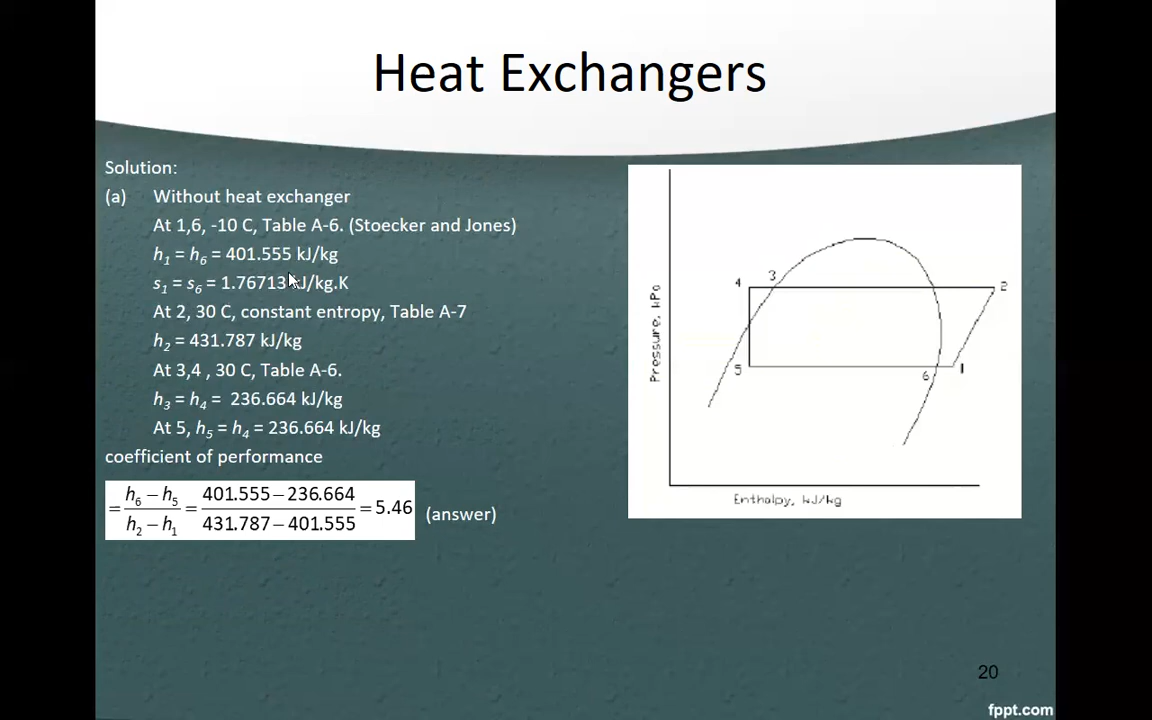 Heat Exchangers
Solution:
(a) Without heat exchanger
At 1,6, -10 C, Table A-6. (Stoecker and Jones)
h1 = h6 = 401.555 kJ/kg
s1 = s6 = 1.76713 kJ/kg.K
At 2, 30 C, constant entropy, Table A-7
h2 = 431.787 kJ/kg
At 3,4 , 30 C, Table A-6.
h3 = h4 = 236.664 kJ/kg
At 5, h5 = h4 = 236.664 kJ/kg
coefficient of performance
= (h6 – h5)/(h2 – h1) = (401.555 – 236.664)/(431.787 – 401.555) = 5.46 (answer)
Pressure, kPa
4
3
2
5
6
1
Enthalpy, kJ/kg
20
fppt.com